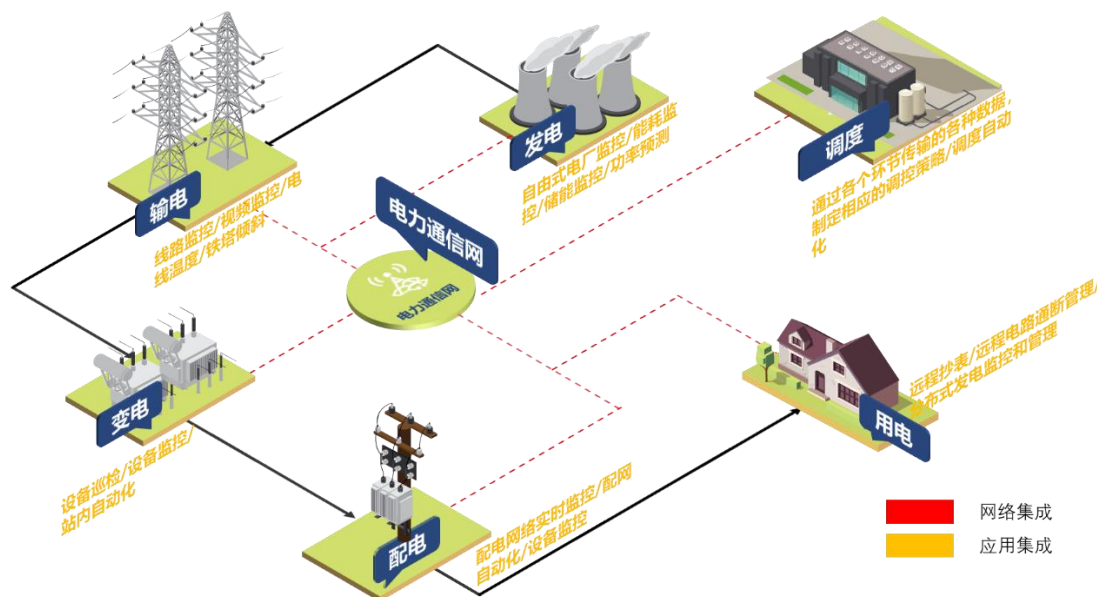 发电
自由式电厂监控/能耗监
控/储能监控/功率预测
调度
通过各个环节传输的各种数据,
制定相应的调控策略/调度自动
化
输电
线路监控/视频监控/电
线温度/铁塔倾斜
电力通信网
电力通信网
变电
设备巡检/设备监控/
站内自动化
用电
远程抄表/远程电路通断管理/
分布式发电监控和管理
配电
配电网络实时监控/配网
自动化/设备监控
网络集成
应用集成